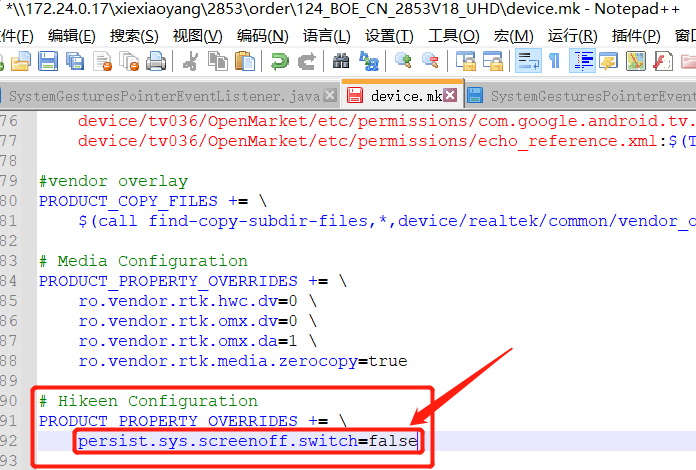 *\\172.24.0.17\xiexiaoyang\2853\order\124_BOE_CN_2853V18_UHD\device.mk - Notepad++
件(F) 编辑(E) 搜索(S) 视图(V) 编码(N) 语言(L) 设置(T) 工具(O) 宏(M) 运行(R) 插件(P) 窗口
SystemGesturesPointerEventListener.java device.mk SystemGesturesPointerEvent
76 device/tv036/OpenMarket/etc/permissions/com.google.android.tv.
77 device/tv036/OpenMarket/etc/permissions/echo_reference.xml:$(T
78
79 #vendor overlay
80 PRODUCT_COPY_FILES += \
81 $(call find-copy-subdir-files,*,device/realtek/common/vendor_o
82
83 # Media Configuration
84 PRODUCT_PROPERTY_OVERRIDES += \
85 ro.vendor.rtk.hwc.dv=0 \
86 ro.vendor.rtk.omx.dv=0 \
87 ro.vendor.rtk.omx.da=1 \
88 ro.vendor.rtk.media.zerocopy=true
89
90 # Hikeen Configuration
91 PRODUCT_PROPERTY_OVERRIDES += \
92 persist.sys.screenoff.switch=false
93